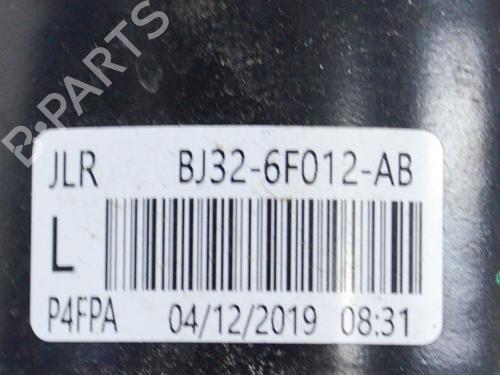 B-PARTS
JLR BJ32-6F012-AB
L
P4FPA 04/12/2019 08:31